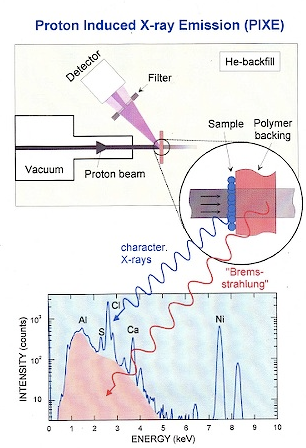 Proton Induced X-ray Emission (PIXE)
Detector
Filter
He-backfill
Vacuum
Proton beam
Sample
Polymer
backing
character.
X-rays
"Brems-
strahlung"
INTENSITY (counts)
10³
10²
10
Al
S
Cl
Ca
Ni
0 1 2 3 4 5 6 7 8 9 10
ENERGY (keV)